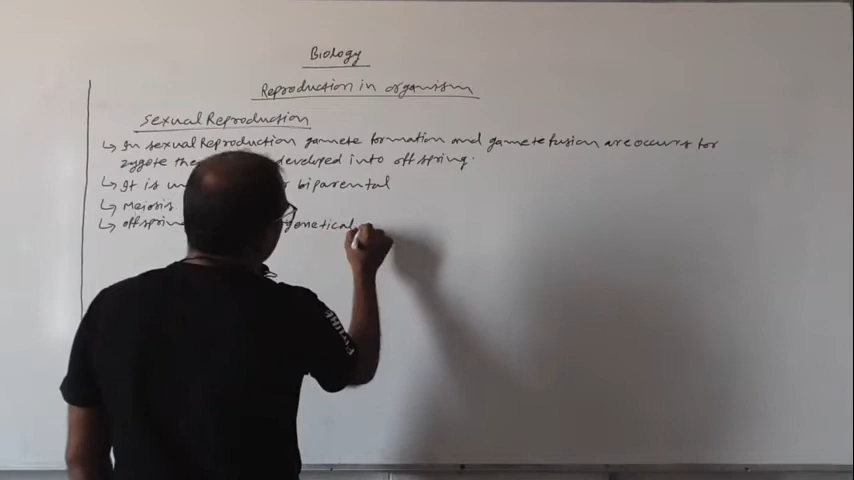 Biology
Reproduction in organism
Sexual Reproduction
↳ In sexual Reproduction gamete formation and gamete fusion are occurs for
zygote the developed into offspring.
↳ It is biparental
↳ Meiosis
↳ genetical